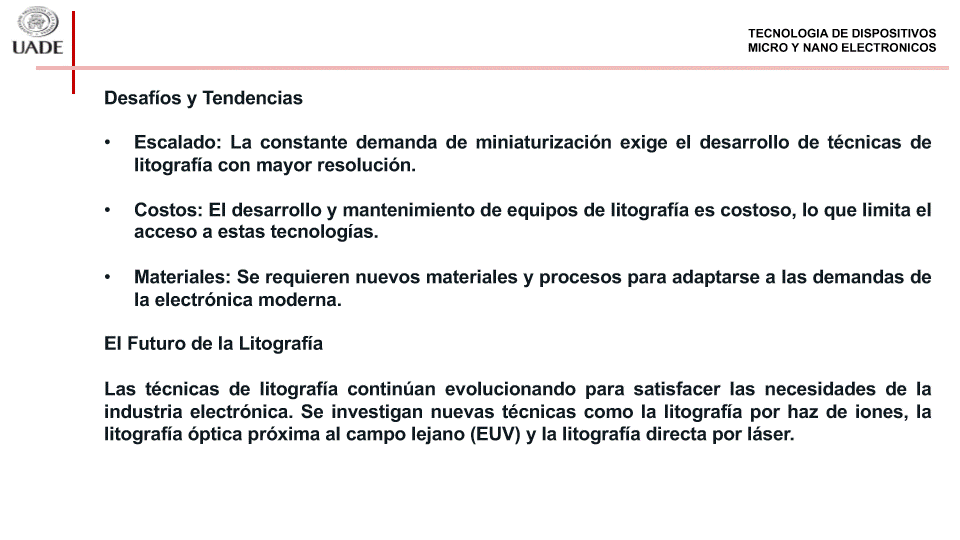 UADE
TECNOLOGIA DE DISPOSITIVOS
MICRO Y NANO ELECTRONICOS
Desafíos y Tendencias
• Escalado: La constante demanda de miniaturización exige el desarrollo de técnicas de
litografía con mayor resolución.
• Costos: El desarrollo y mantenimiento de equipos de litografía es costoso, lo que limita el
acceso a estas tecnologías.
• Materiales: Se requieren nuevos materiales y procesos para adaptarse a las demandas de
la electrónica moderna.
El Futuro de la Litografía
Las técnicas de litografía continúan evolucionando para satisfacer las necesidades de la
industria electrónica. Se investigan nuevas técnicas como la litografía por haz de iones, la
litografía óptica próxima al campo lejano (EUV) y la litografía directa por láser.